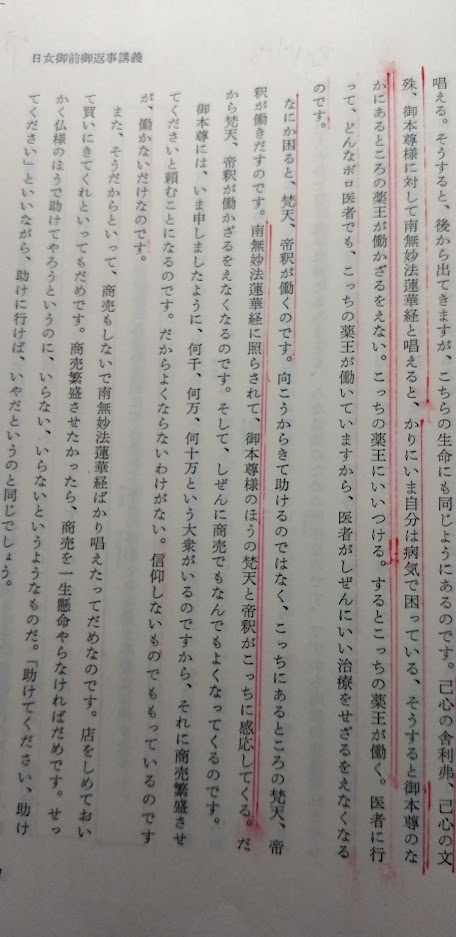 日女御前御返事講義
唱える。そうすると、後から出てきますが、こちらの生命にも同じようにあるのです。己心の舎利弗、己心の文
殊、御本尊様に対して南無妙法蓮華経と唱えると、かりにいま自分は病気で困っている、そうすると御本尊のな
かにあるところの薬王が働かざるをえない。こっちの薬王にいいつける。するとこっちの薬王が働く。医者に行
って、どんなボロ医者でも、こっちの薬王が働いていますから、医者がしぜんにいい治療をせざるをえなくなる
のです。
なにか困ると、梵天、帝釈が働くのです。向こうからきて助けるのではなく、こっちにあるところの梵天、帝
釈が働きだすのです。南無妙法蓮華経に照らされて、御本尊様のほうの梵天と帝釈がこっちに感応してくる。だ
から梵天、帝釈が働かざるをえなくなるのです。そして、しぜんに商売でもなんでもよくなってくるのです。
御本尊には、いま申しましたように、何千、何万、何十万という大衆がいるのですから、それに商売繁盛させ
てくださいと頼むことになるのです。だからよくならないわけがない。信仰しないものでももっているのです
が、働かないだけなのです。
また、そうだからといって、商売もしないで南無妙法蓮華経ばかり唱えたってだめなのです。店をしめておい
て買いにきてくれといってもだめです。商売繁盛させたかったら、商売を一生懸命やらなければだめです。せっ
かく仏様のほうで助けてやろうというのに、いらない、いらないというようなものだ。「助けてください、助け
てください」といいながら、助けに行けば、いやだというのと同じでしょう。